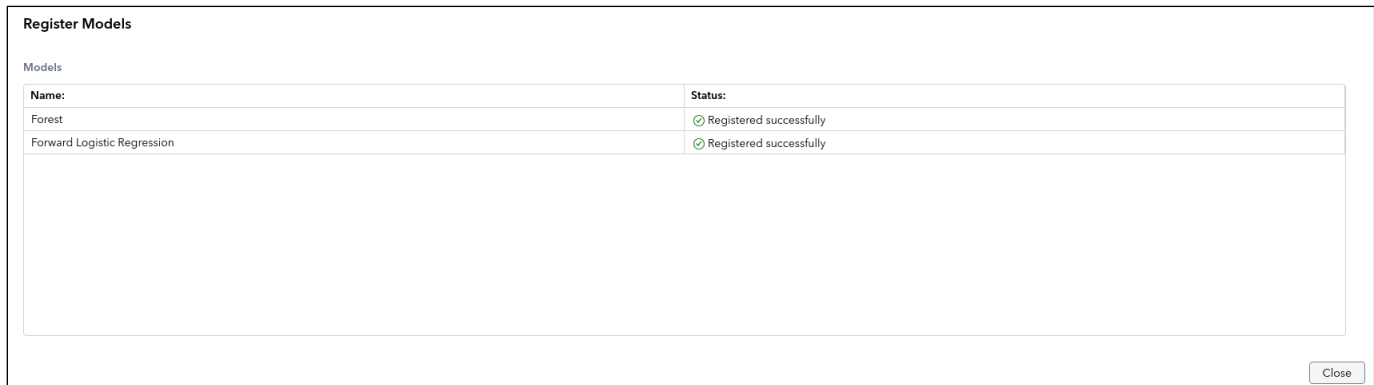 Register Models
Models
Name: Status:
Forest Registered successfully
Forward Logistic Regression Registered successfully
Close